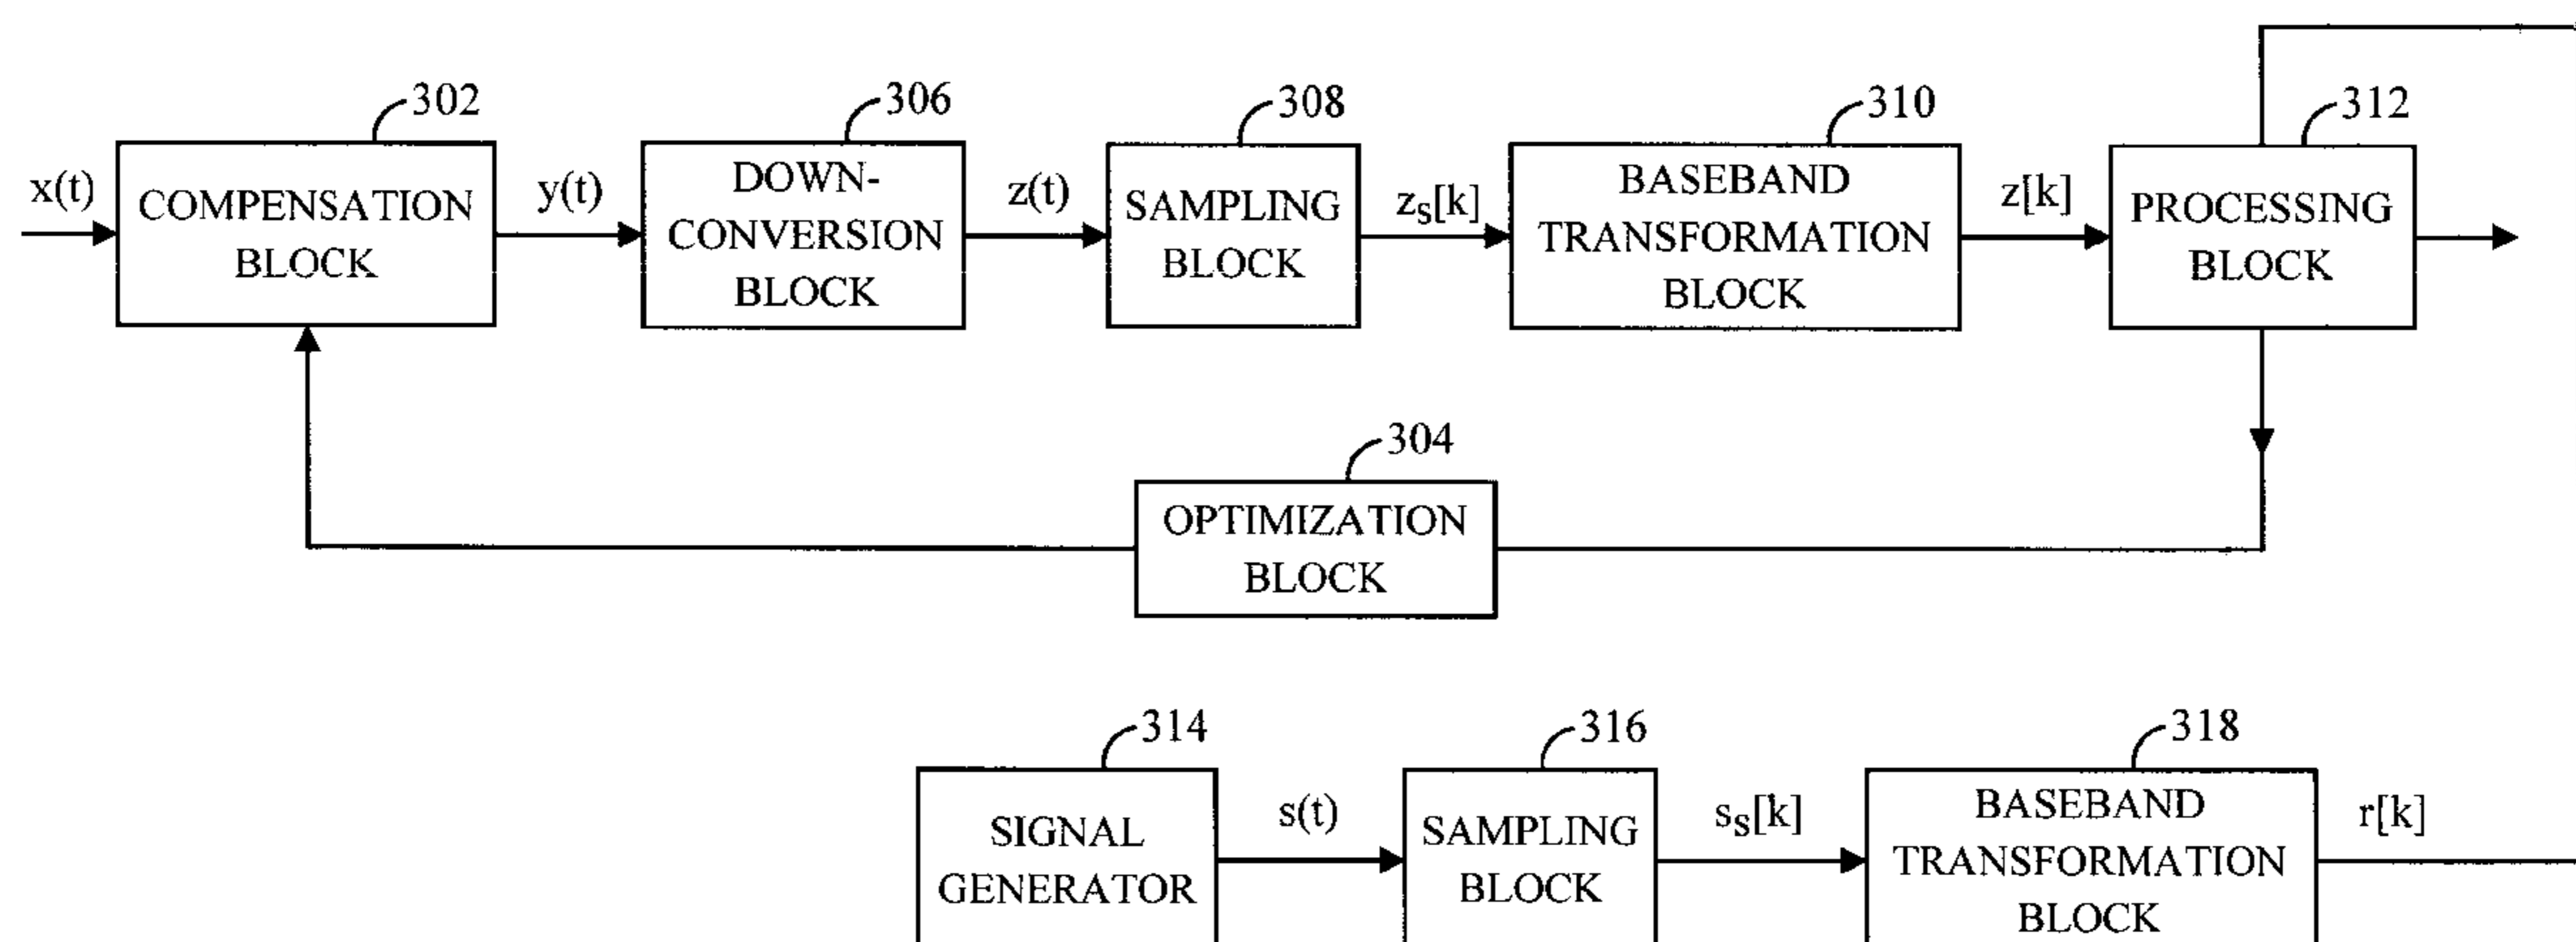 302
306
308
310
312
x(t)
COMPENSATION
BLOCK
y(t)
DOWN-
CONVERSION
BLOCK
z(t)
SAMPLING
BLOCK
zs[k]
BASEBAND
TRANSFORMATION
BLOCK
z[k]
PROCESSING
BLOCK
304
OPTIMIZATION
BLOCK
314
316
318
SIGNAL
GENERATOR
s(t)
SAMPLING
BLOCK
ss[k]
BASEBAND
TRANSFORMATION
BLOCK
r[k]